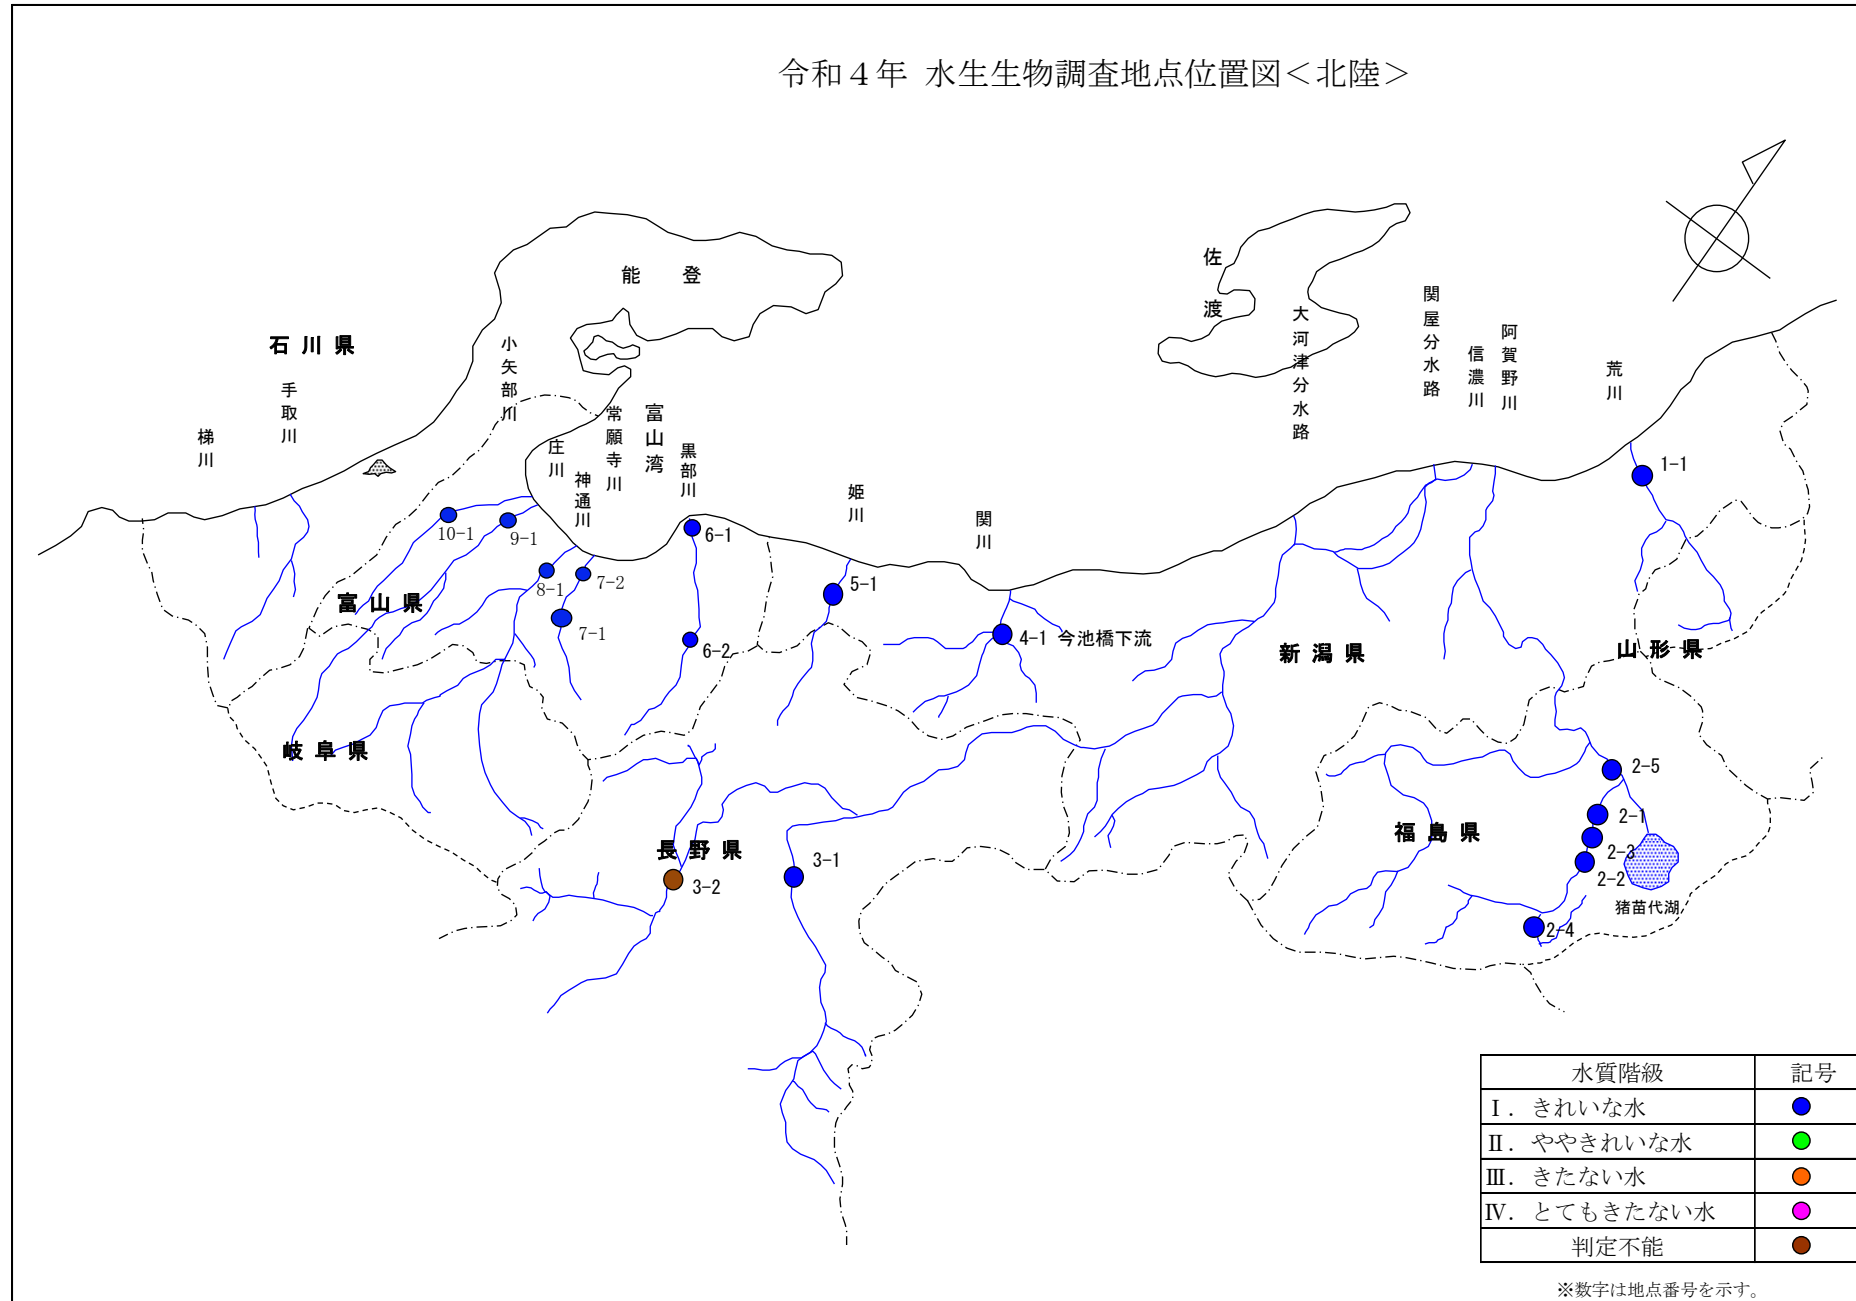 令和４年 水生生物調査地点位置図＜北陸＞
能　登
佐渡
石川県
小矢部川
手取川
梯川
庄川
神通川
常願寺川
富山湾
黒部川
姫川
関川
大河津分水路
関屋分水路
信濃川
阿賀野川
荒川
1-1
10-1
9-1
6-1
8-1
7-2
5-1
富山県
7-1
6-2
4-1 今池橋下流
新潟県
山形県
岐阜県
2-5
2-1
福島県
長野県
3-1
2-3
3-2
2-2
猪苗代湖
2-4
水質階級 記号
Ⅰ．きれいな水
Ⅱ．ややきれいな水
Ⅲ．きたない水
Ⅳ．とてもきたない水
判定不能
※数字は地点番号を示す。